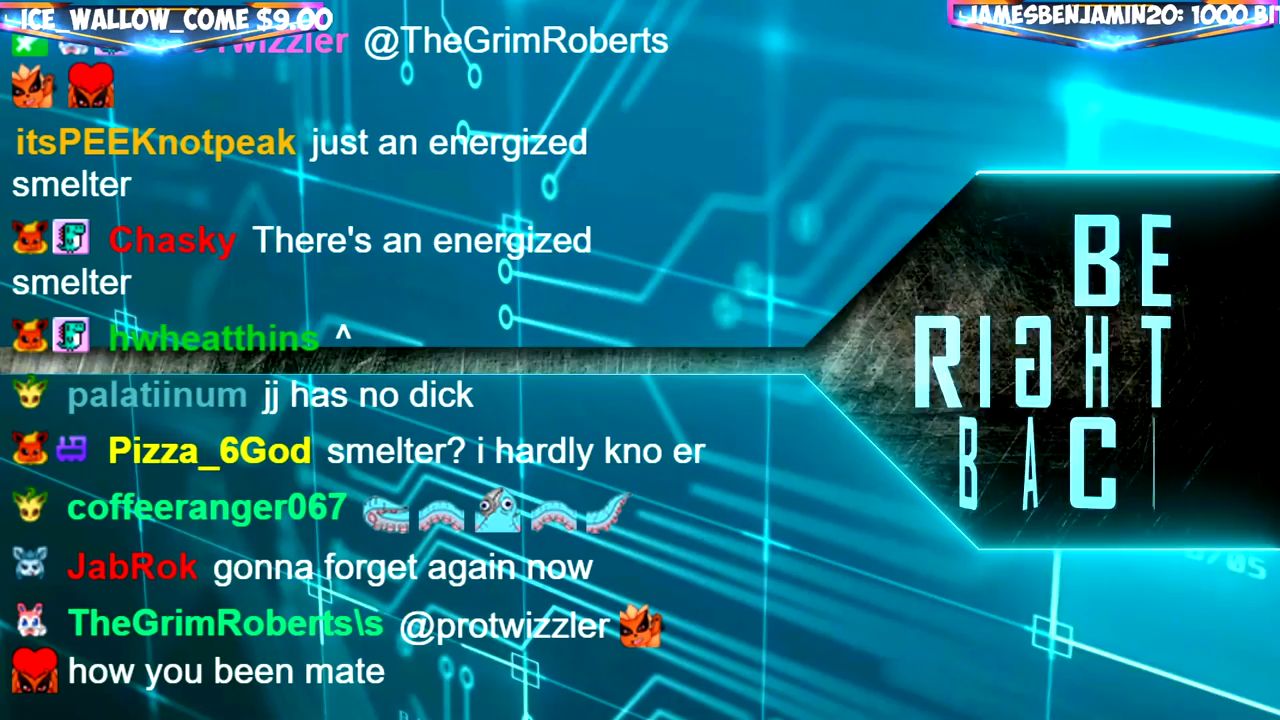 ICE_WALLOW_COME $9.00
JAMESBENJAMIN20: 1000 BI
twizzler @TheGrimRoberts
itsPEEKnotpeak just an energized
smelter
Chasky There's an energized
smelter
hwheatthins ^
palatiinum jj has no dick
Pizza_6God smelter? i hardly kno er
coffeeranger067
JabRok gonna forget again now
TheGrimRoberts\s @protwizzler
how you been mate
BE
RIGHT
BAC